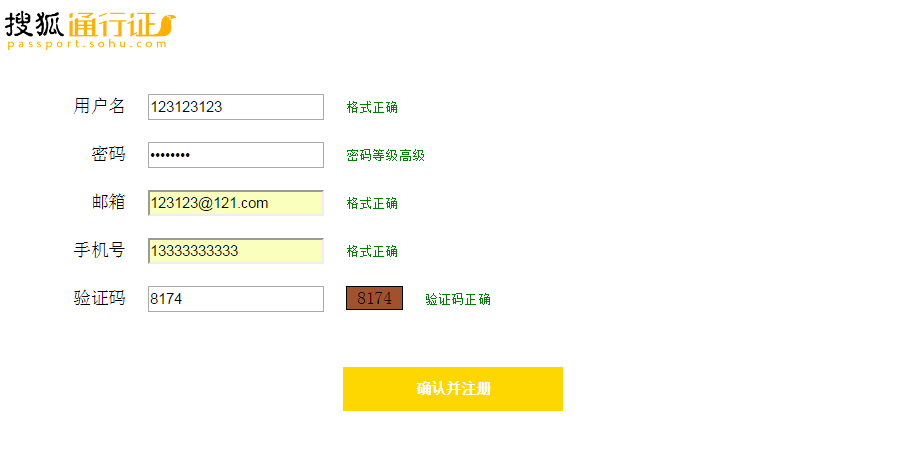 搜狐 通行证
passport.sohu.com
用户名 123123123 格式正确
密码 •••••••• 密码等级高级
邮箱 123123@121.com 格式正确
手机号 13333333333 格式正确
验证码 8174 8174 验证码正确
确认并注册